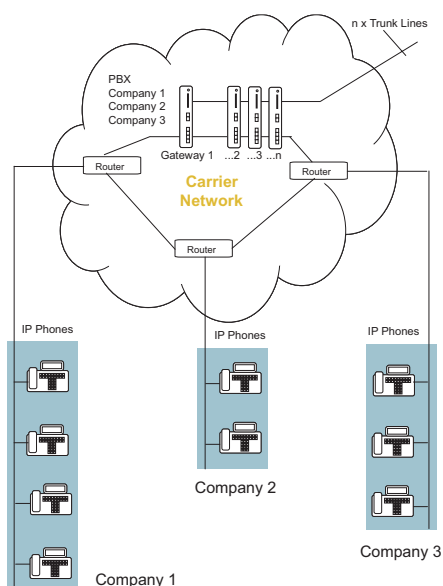 n x Trunk Lines
PBX
Company 1
Company 2
Company 3
Gateway 1 ...2 ...3 ...n
Router
Router
Carrier
Network
Router
IP Phones
IP Phones
IP Phones
Company 2
Company 3
Company 1